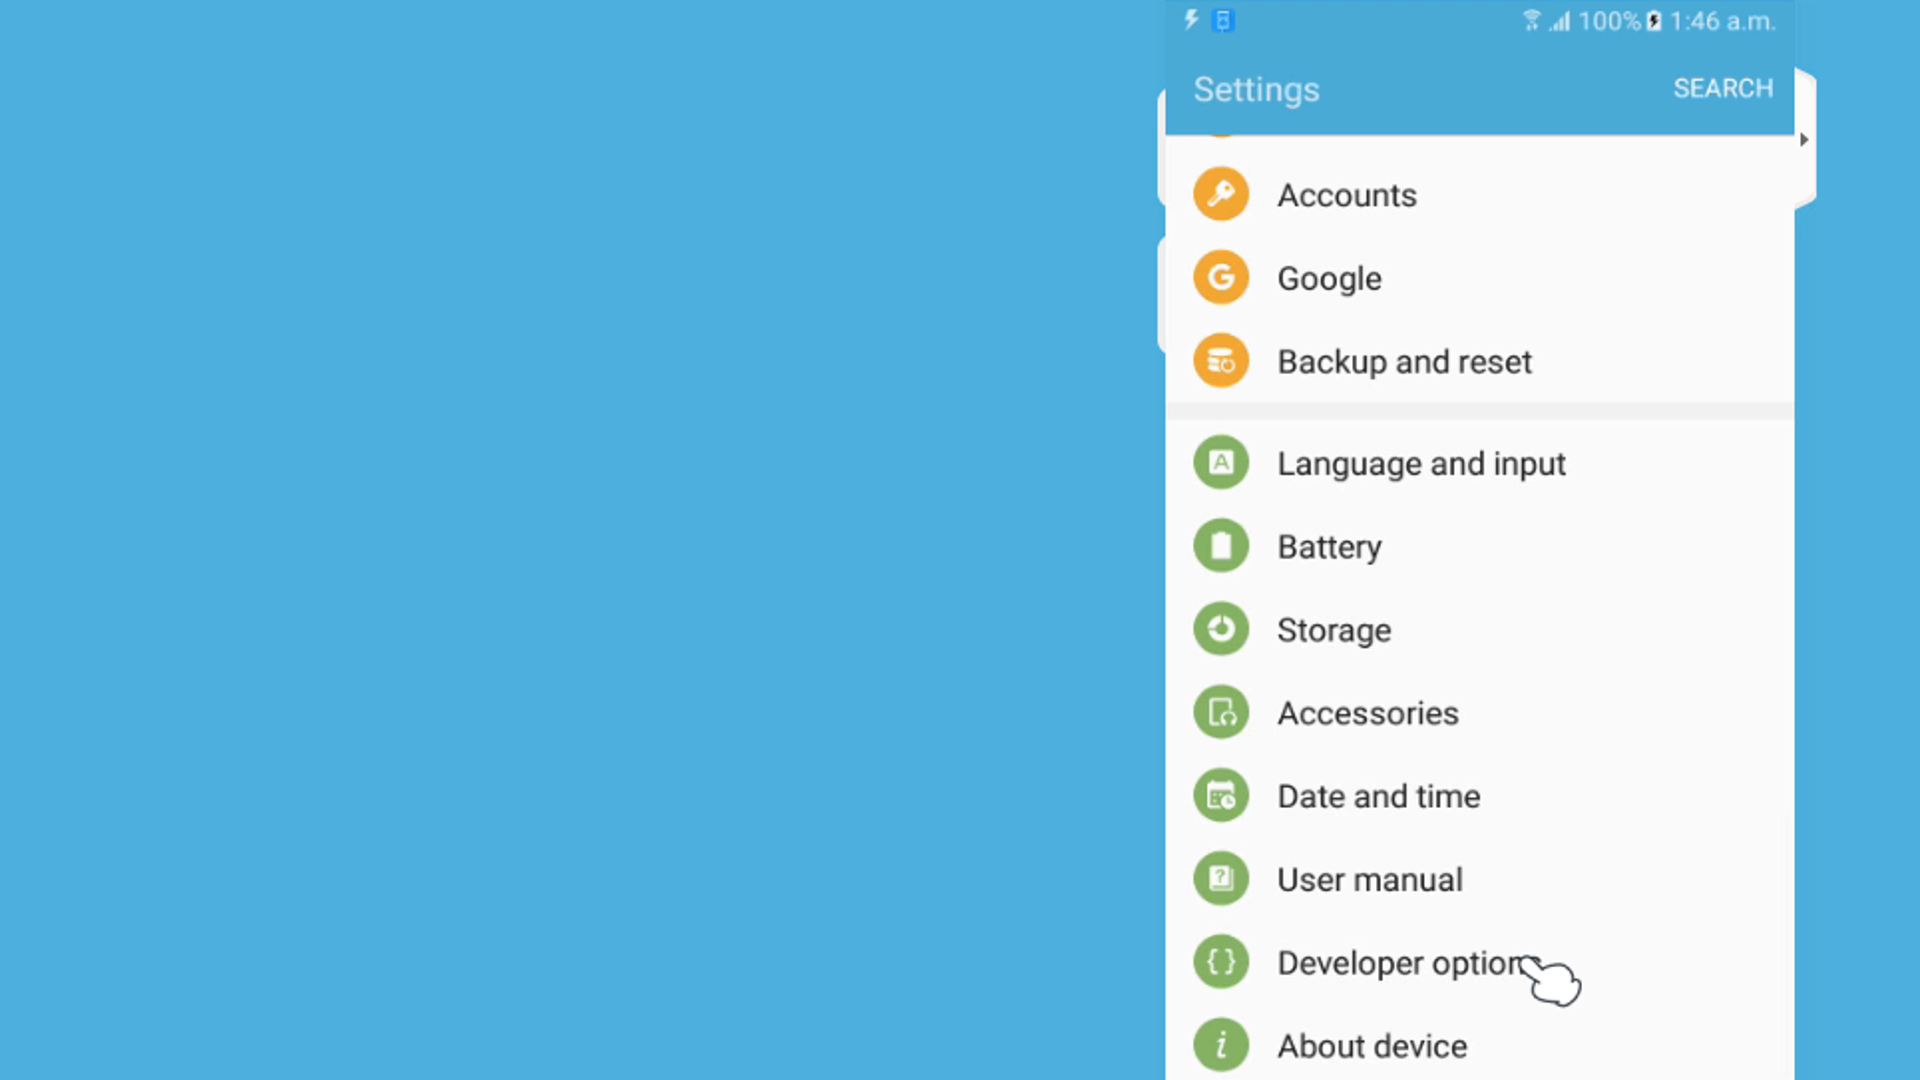 100% 1:46 a.m.
Settings
SEARCH
Accounts
Google
Backup and reset
Language and input
Battery
Storage
Accessories
Date and time
User manual
Developer option
About device